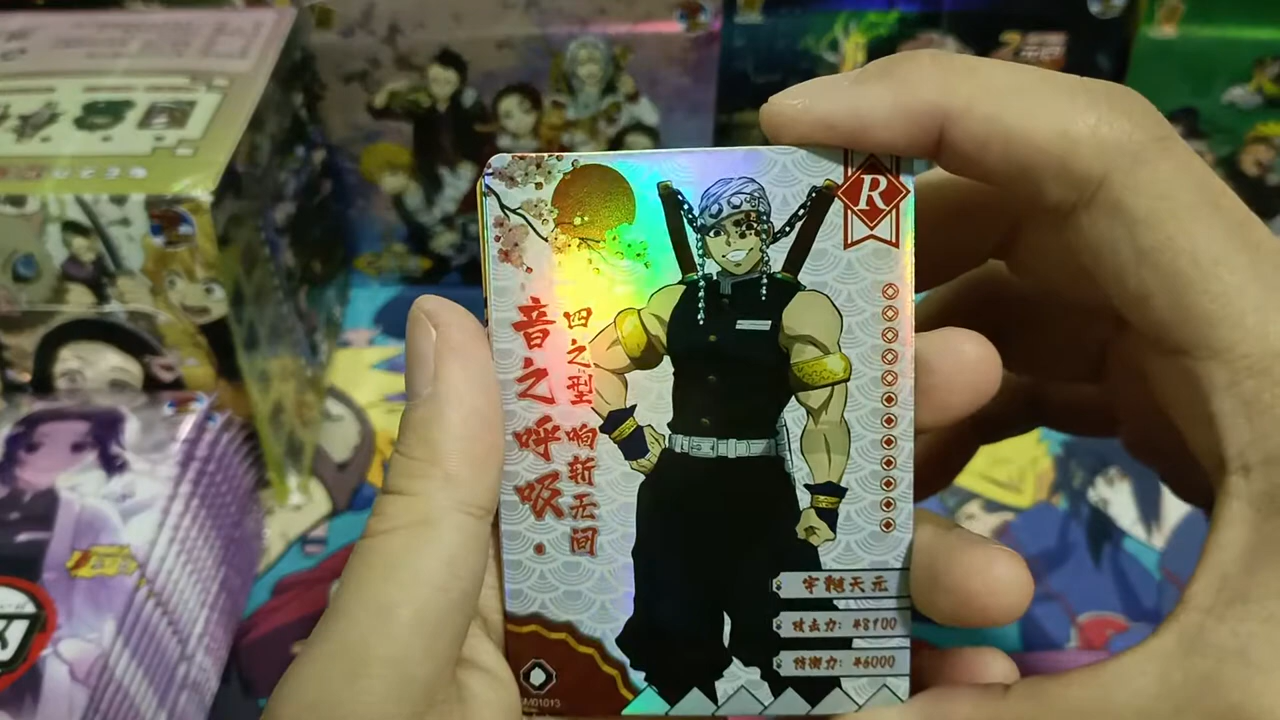 R
音之呼吸·
四之型 响斩无间
宇髄天元
攻击力: ¥8100
防御力: ¥6000
M01013